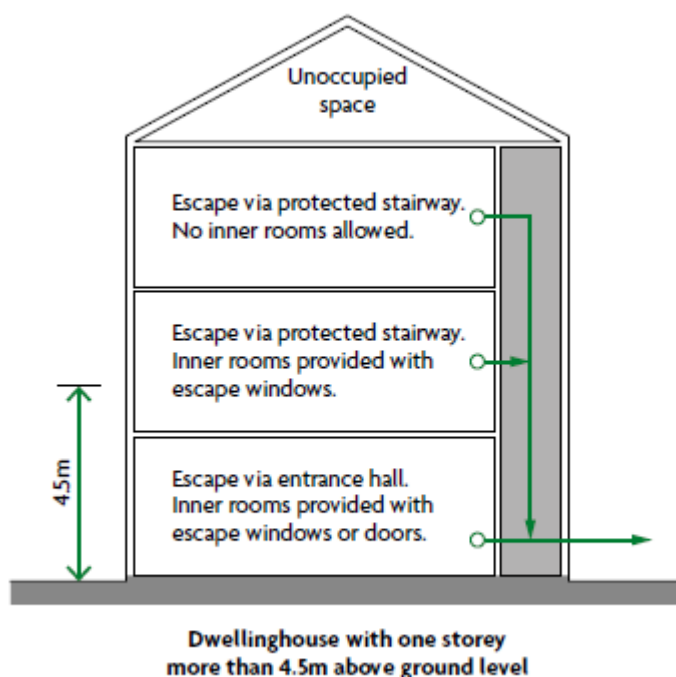 Unoccupied
space
Escape via protected stairway.
No inner rooms allowed.
Escape via protected stairway.
Inner rooms provided with
escape windows.
4.5m
Escape via entrance hall.
Inner rooms provided with
escape windows or doors.
Dwellinghouse with one storey
more than 4.5m above ground level